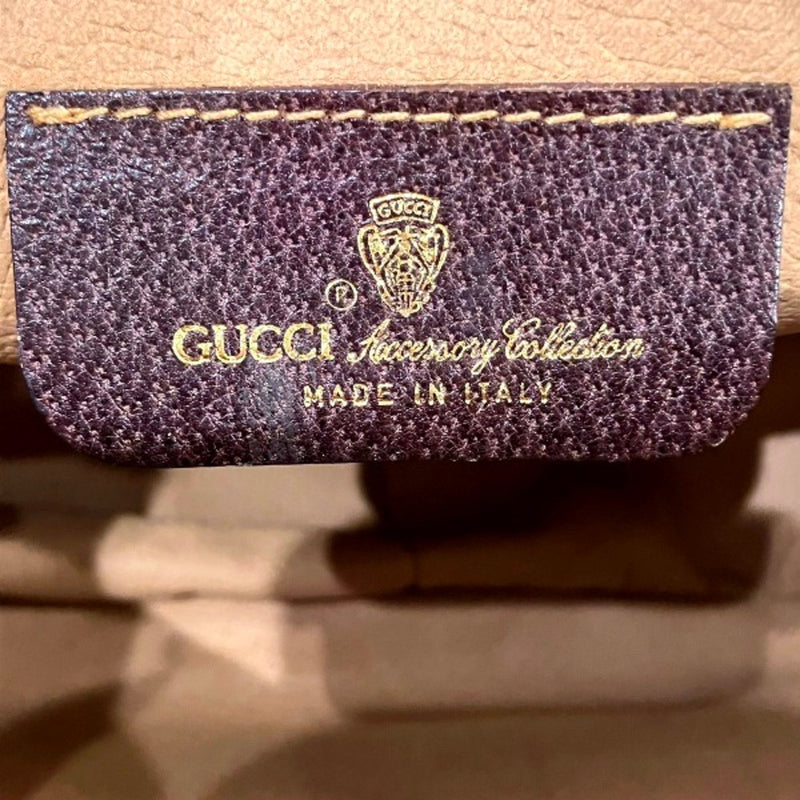 GUCCI
®
GUCCI Accessory Collection
MADE IN ITALY